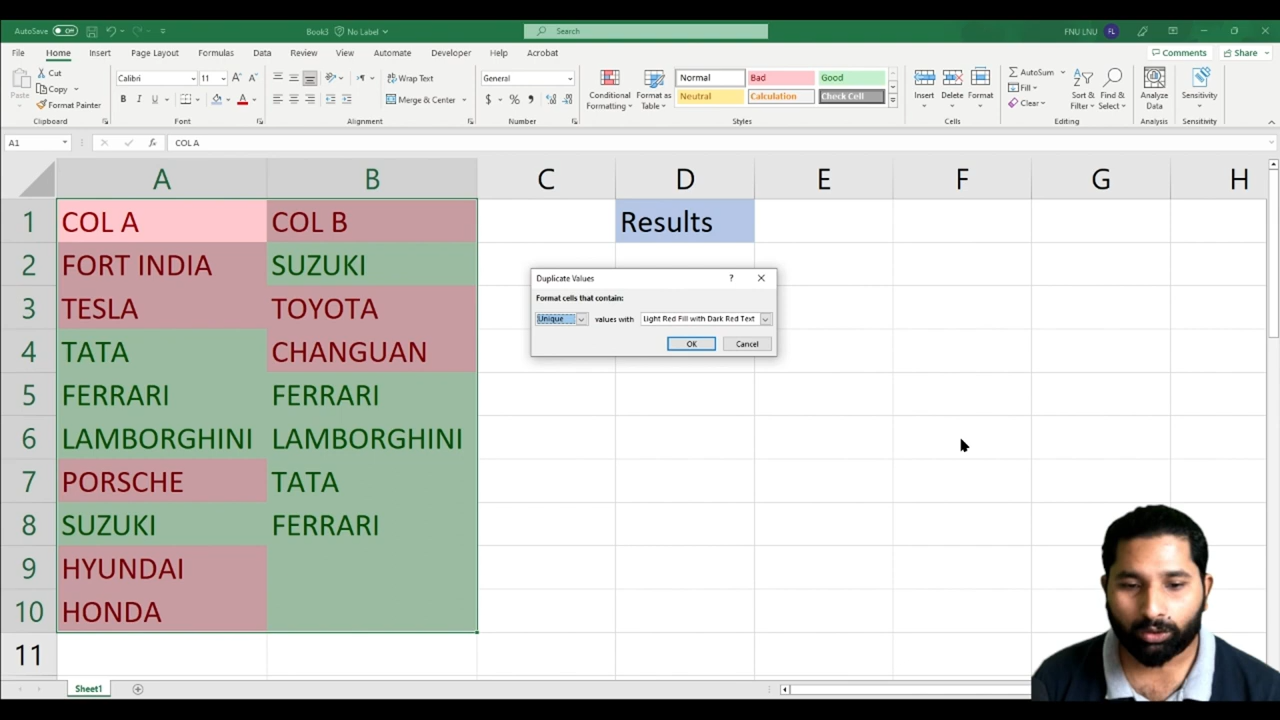 AutoSave Off Book3 No Label Search FNU LNU FL
File Home Insert Page Layout Formulas Data Review View Automate Developer Help Acrobat Comments Share
Paste Cut Copy Format Painter Clipboard
Calibri 11 A A B I U A Font
Wrap Text Merge & Center Alignment
General $ % Number
Conditional Formatting Format as Table Normal Bad Good Neutral Calculation Check Cell Styles
Insert Delete Format Cells
AutoSum Fill Clear Sort & Filter Find & Select Editing
Analyze Data Analysis Sensitivity Sensitivity
A1 fx COL A
A B C D E F G H
1 COL A COL B Results
2 FORT INDIA SUZUKI
3 TESLA TOYOTA
4 TATA CHANGUAN
5 FERRARI FERRARI
6 LAMBORGHINI LAMBORGHINI
7 PORSCHE TATA
8 SUZUKI FERRARI
9 HYUNDAI
10 HONDA
11
Duplicate Values ?
Format cells that contain:
Unique values with Light Red Fill with Dark Red Text
OK Cancel
Sheet1